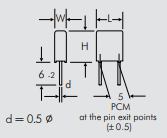 W
L
H
6 -2
d
5
PCM
d = 0.5 Ø
at the pin exit points
(± 0.5)